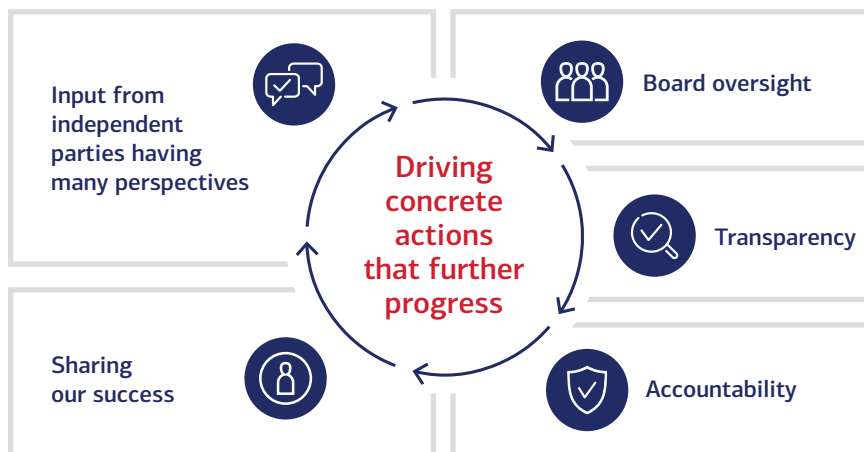 Input from
independent
parties having
many perspectives
Board oversight
Driving
concrete
actions
that further
progress
Transparency
Sharing
our success
Accountability